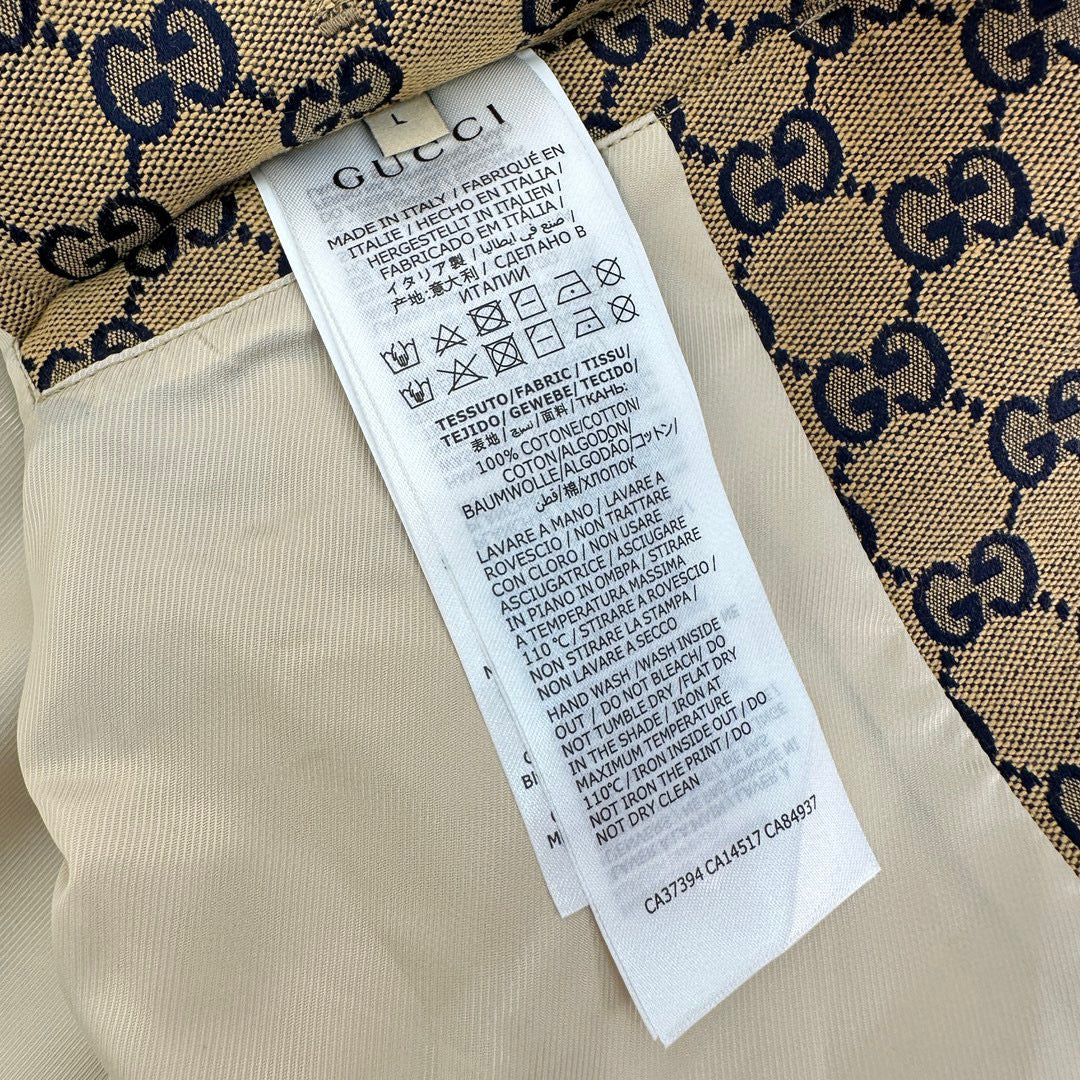 L
GUCCI
MADE IN ITALY / FABRIQUÉ EN
ITALIE / HECHO EN ITALIA /
HERGESTELLT IN ITALIEN /
FABRICADO EM ITÁLIA /
イタリア製 / صنع في ايطاليا /
产地:意大利 / СДЕЛАНО В
ИТАЛИИ
TESSUTO/FABRIC/TISSU/
TEJIDO/GEWEBE/TECIDO/
表地/نسيج/面料/ТКАНЬ:
100% COTONE/COTTON/
COTON/ALGODON/
BAUMWOLLE/ALGODÃO/コットン/
قطن/棉/ХЛОПОК
LAVARE A MANO / LAVARE A
ROVESCIO / NON TRATTARE
CON CLORO / NON USARE
ASCIUGATRICE / ASCIUGARE
IN PIANO IN OMBRA / STIRARE
A TEMPERATURA MASSIMA
110 °C / STIRARE A ROVESCIO /
NON STIRARE LA STAMPA /
NON LAVARE A SECCO
HAND WASH /WASH INSIDE
OUT / DO NOT BLEACH/ DO
NOT TUMBLE DRY /FLAT DRY
IN THE SHADE / IRON AT
MAXIMUM TEMPERATURE
110°C / IRON INSIDE OUT / DO
NOT IRON THE PRINT / DO
NOT DRY CLEAN
CA37394 CA14517 CA84937